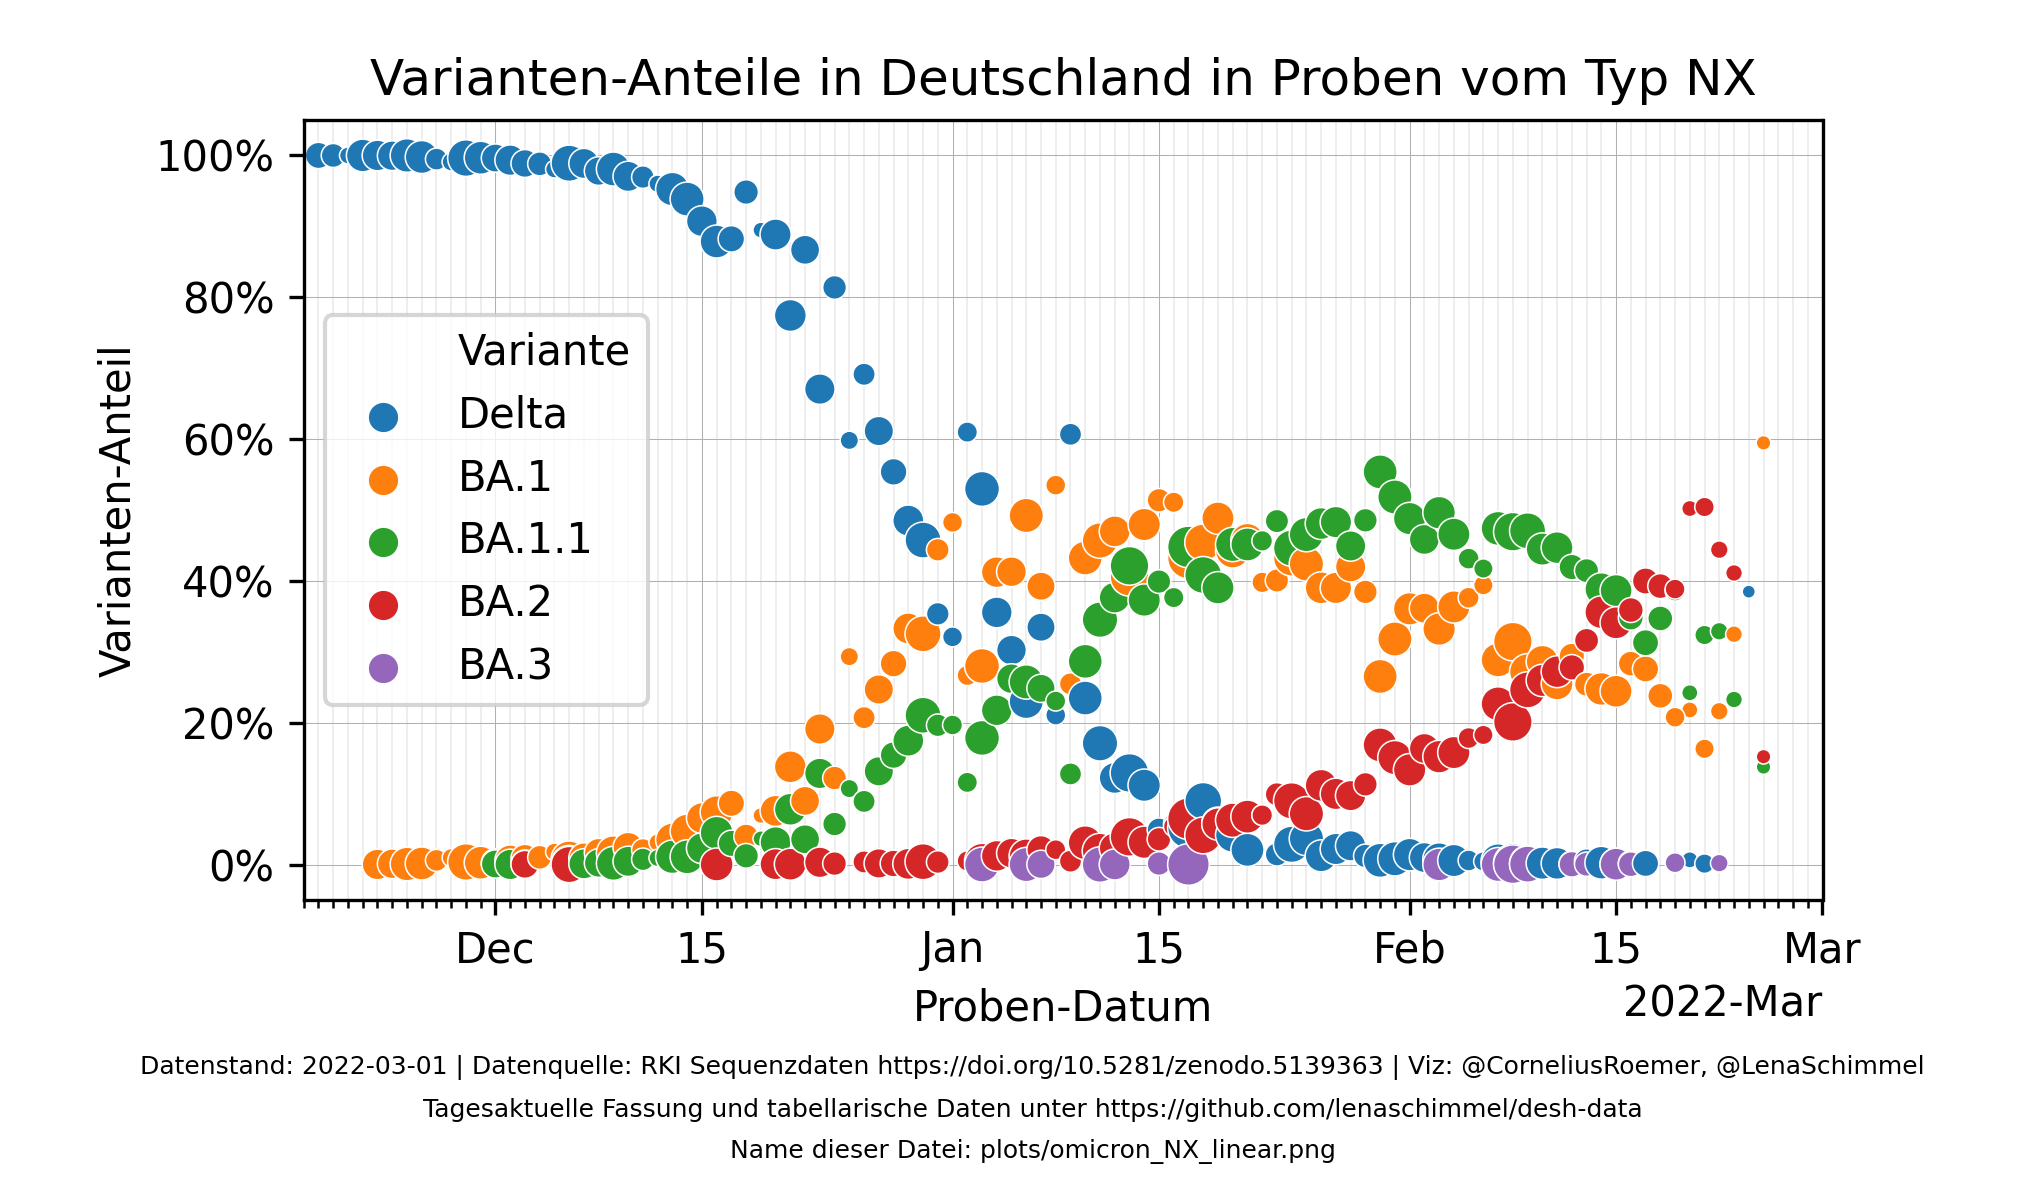 Varianten-Anteile in Deutschland in Proben vom Typ NX
Varianten-Anteil
100%
80%
60%
40%
20%
0%
Variante
Delta
BA.1
BA.1.1
BA.2
BA.3
Dec 15 Jan 15 Feb 15 Mar
2022-Mar
Proben-Datum
Datenstand: 2022-03-01 | Datenquelle: RKI Sequenzdaten https://doi.org/10.5281/zenodo.5139363 | Viz: @CorneliusRoemer, @LenaSchimmel
Tagesaktuelle Fassung und tabellarische Daten unter https://github.com/lenaschimmel/desh-data
Name dieser Datei: plots/omicron_NX_linear.png